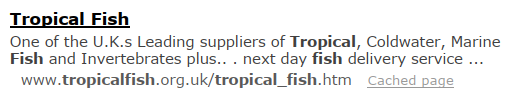 Tropical Fish
One of the U.K.s Leading suppliers of Tropical, Coldwater, Marine
Fish and Invertebrates plus.. . next day fish delivery service ...
www.tropicalfish.org.uk/tropical_fish.htm Cached page